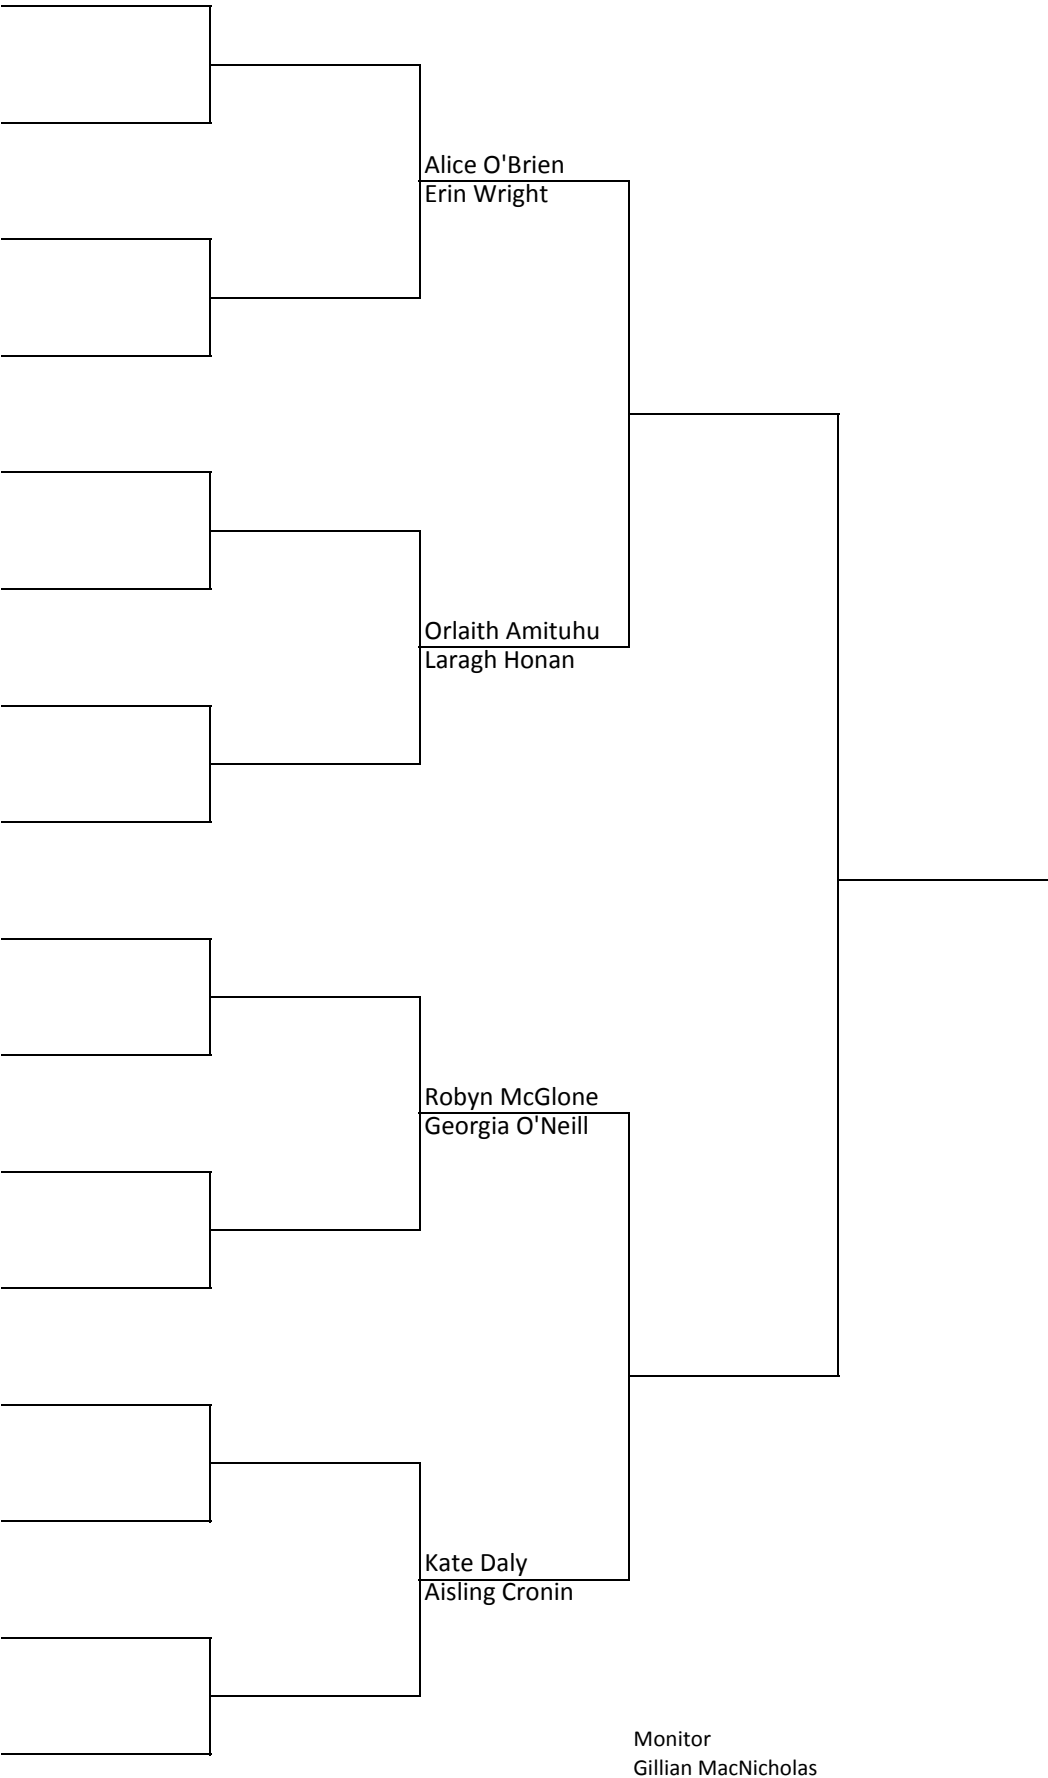 Alice O'Brien
Erin Wright
Orlaith Amituhu
Laragh Honan
Robyn McGlone
Georgia O'Neill
Kate Daly
Aisling Cronin
Monitor
Gillian MacNicholas